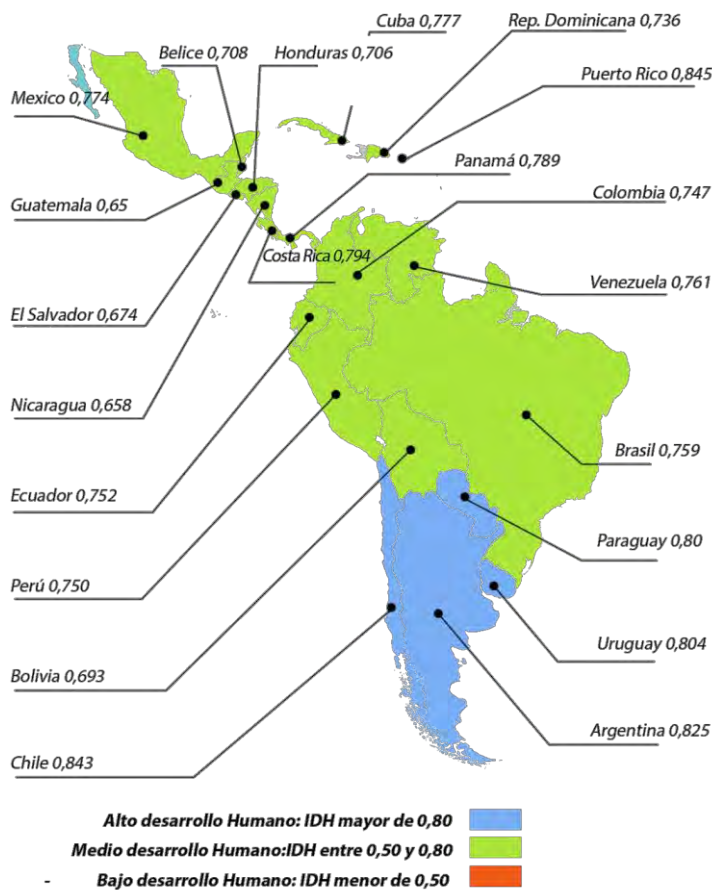 Cuba 0,777
Rep. Dominicana 0,736
Belice 0,708
Honduras 0,706
Puerto Rico 0,845
Mexico 0,774
Panamá 0,789
Colombia 0,747
Guatemala 0,65
Costa Rica 0,794
Venezuela 0,761
El Salvador 0,674
Nicaragua 0,658
Brasil 0,759
Ecuador 0,752
Paraguay 0,80
Perú 0,750
Uruguay 0,804
Bolivia 0,693
Argentina 0,825
Chile 0,843
Alto desarrollo Humano: IDH mayor de 0,80
Medio desarrollo Humano:IDH entre 0,50 y 0,80
- Bajo desarrollo Humano: IDH menor de 0,50